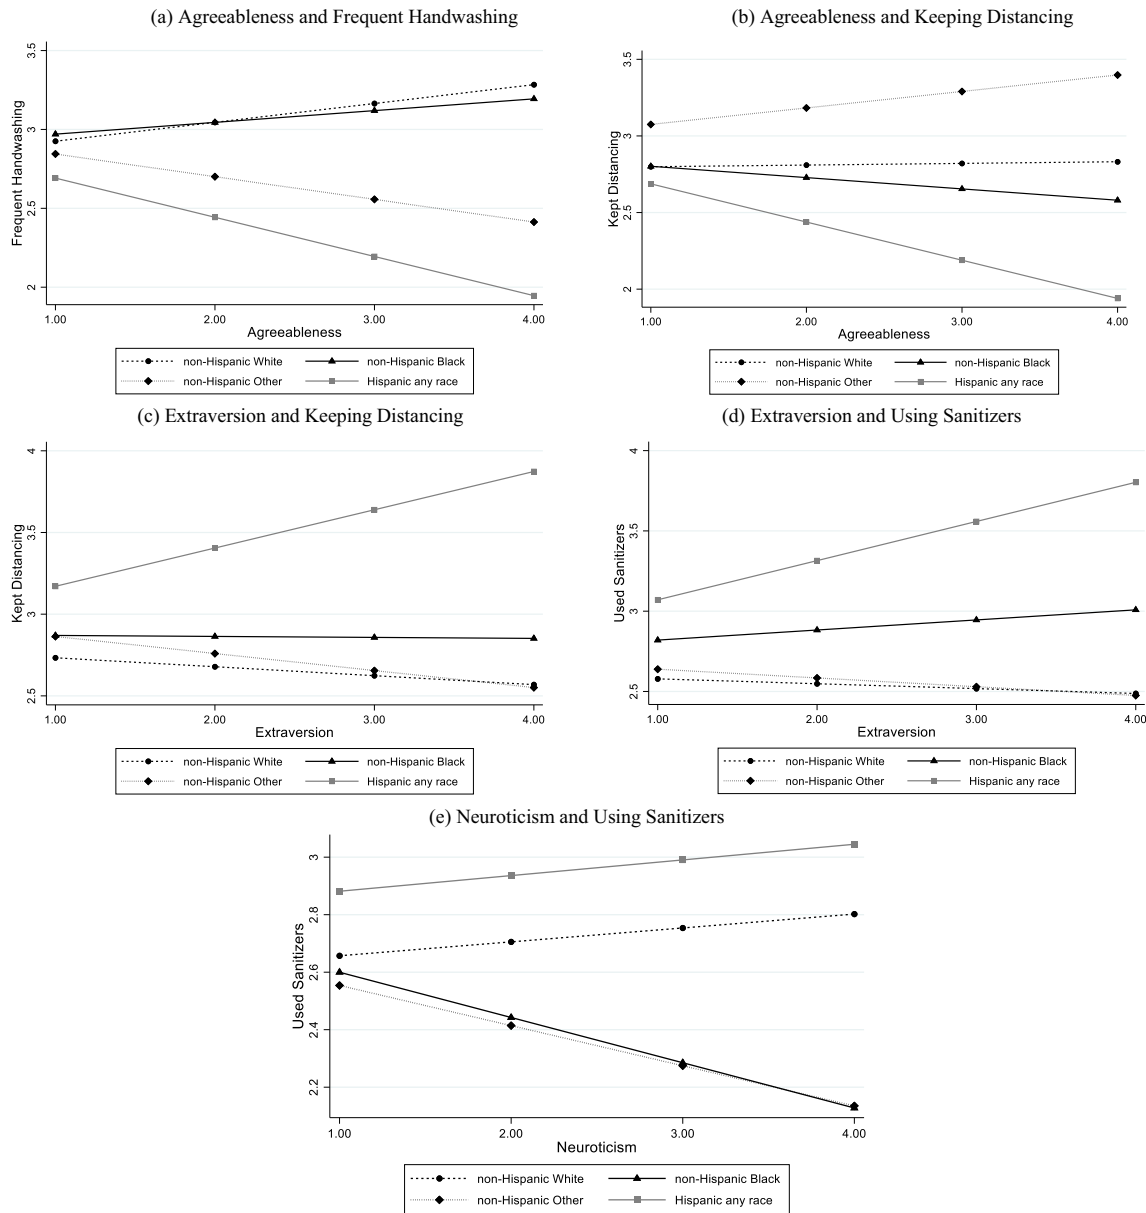 (a) Agreeableness and Frequent Handwashing
Frequent Handwashing
3.5
3
2.5
2
1.00 2.00 3.00 4.00
Agreeableness
non-Hispanic White non-Hispanic Black
non-Hispanic Other Hispanic any race
(b) Agreeableness and Keeping Distancing
Kept Distancing
3.5
3
2.5
2
1.00 2.00 3.00 4.00
Agreeableness
non-Hispanic White non-Hispanic Black
non-Hispanic Other Hispanic any race
(c) Extraversion and Keeping Distancing
Kept Distancing
4
3.5
3
2.5
1.00 2.00 3.00 4.00
Extraversion
non-Hispanic White non-Hispanic Black
non-Hispanic Other Hispanic any race
(d) Extraversion and Using Sanitizers
Used Sanitizers
4
3.5
3
2.5
1.00 2.00 3.00 4.00
Extraversion
non-Hispanic White non-Hispanic Black
non-Hispanic Other Hispanic any race
(e) Neuroticism and Using Sanitizers
Used Sanitizers
3
2.8
2.6
2.4
2.2
1.00 2.00 3.00 4.00
Neuroticism
non-Hispanic White non-Hispanic Black
non-Hispanic Other Hispanic any race